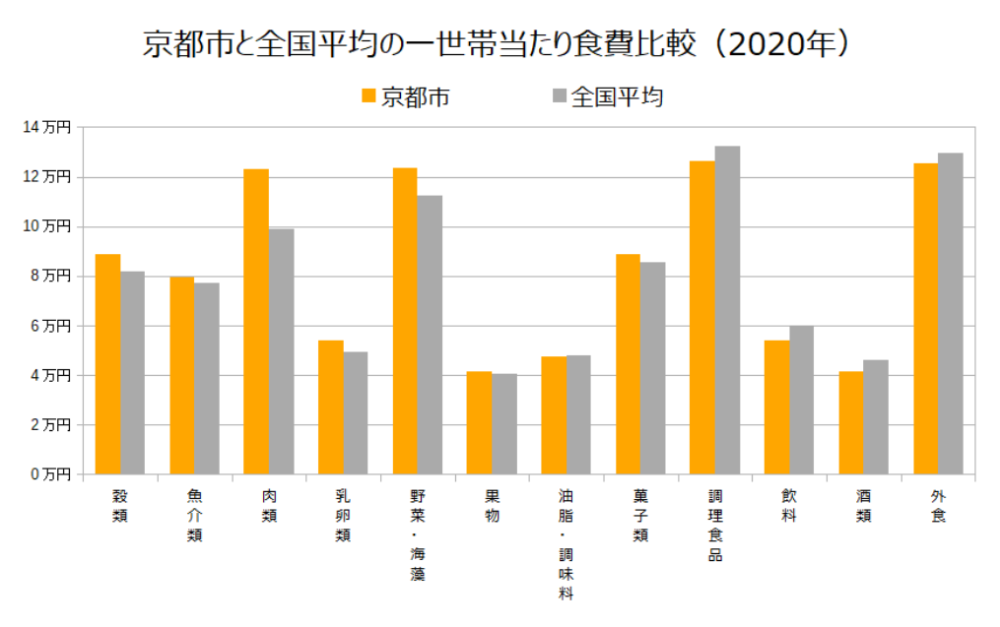 京都市と全国平均の一世帯当たり食費比較（2020年）
京都市
全国平均
14万円
12万円
10万円
8万円
6万円
4万円
2万円
0万円
穀類
魚介類
肉類
乳卵類
野菜・海藻
果物
油脂・調味料
菓子類
調理食品
飲料
酒類
外食